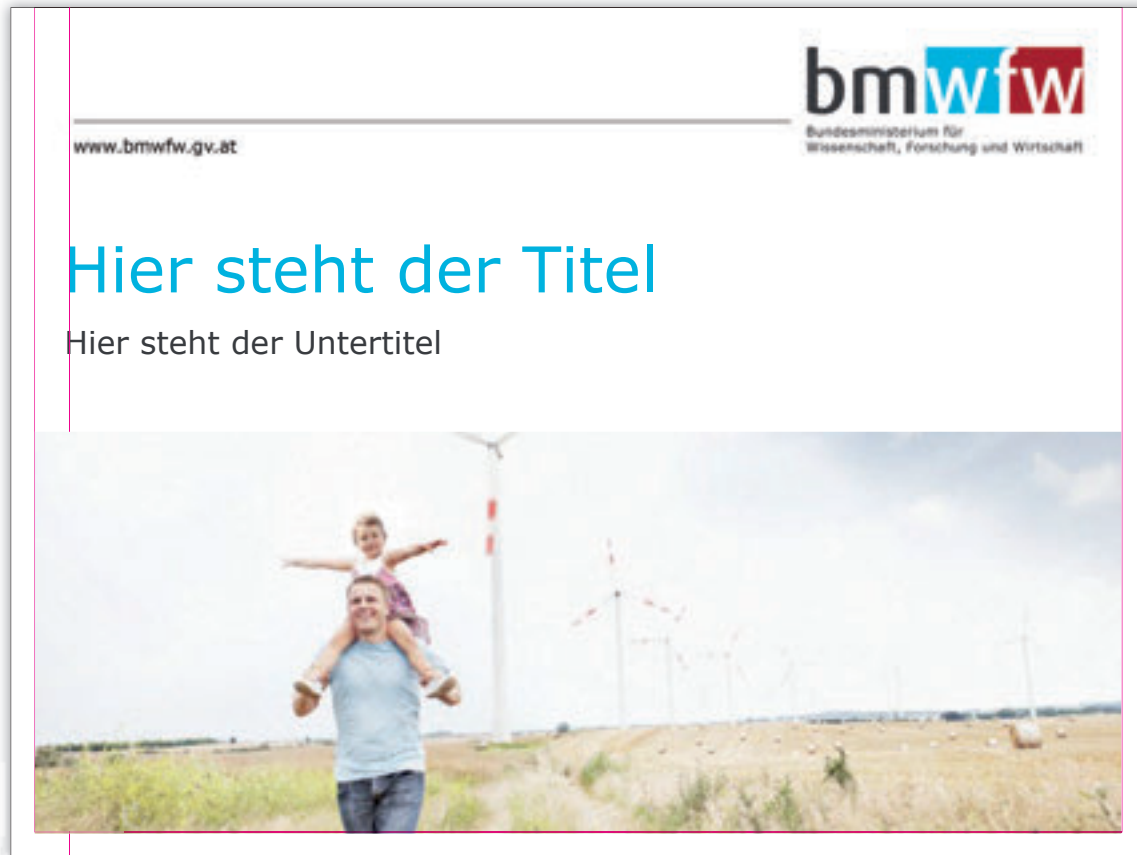 bmwfw
Bundesministerium für
Wissenschaft, Forschung und Wirtschaft
www.bmwfw.gv.at
Hier steht der Titel
Hier steht der Untertitel